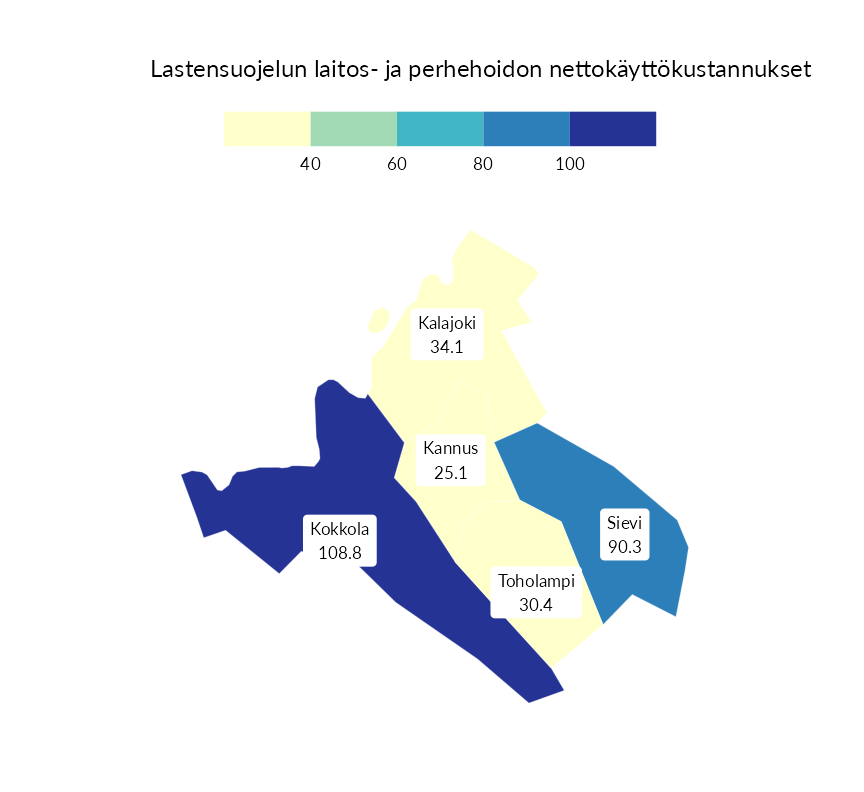 Lastensuojelun laitos- ja perhehoidon nettokäyttökustannukset
40 60 80 100
Kalajoki
34.1
Kannus
25.1
Kokkola
108.8
Sievi
90.3
Toholampi
30.4